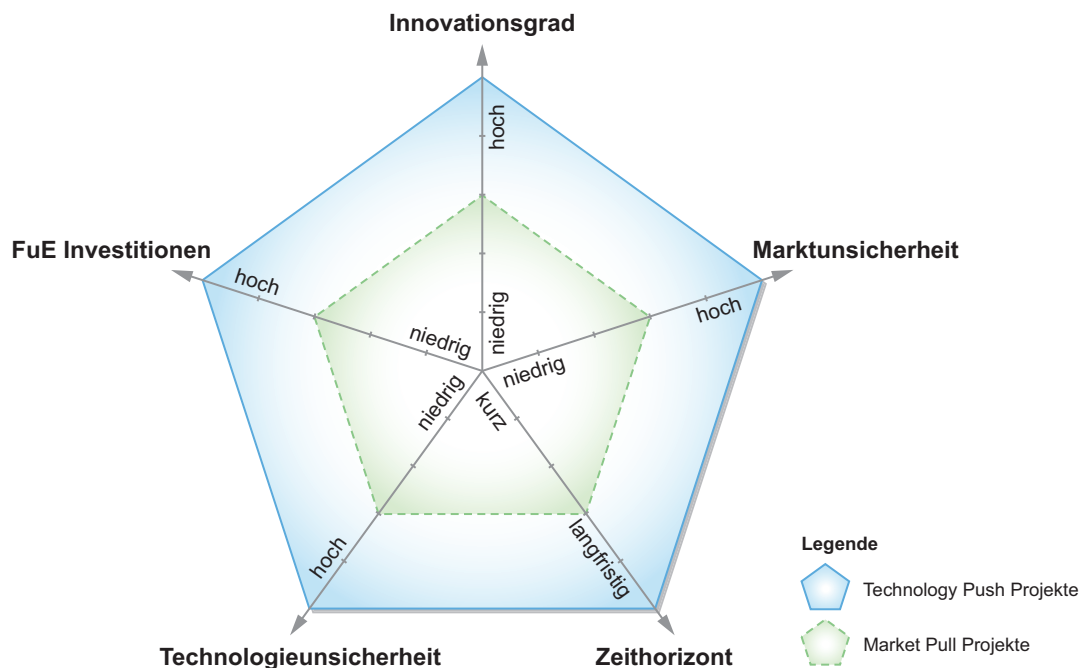 Innovationsgrad
hoch
FuE Investitionen
Marktunsicherheit
hoch
hoch
niedrig
niedrig
niedrig
niedrig
kurz
hoch
langfristig
Legende
Technology Push Projekte
Market Pull Projekte
Technologieunsicherheit
Zeithorizont